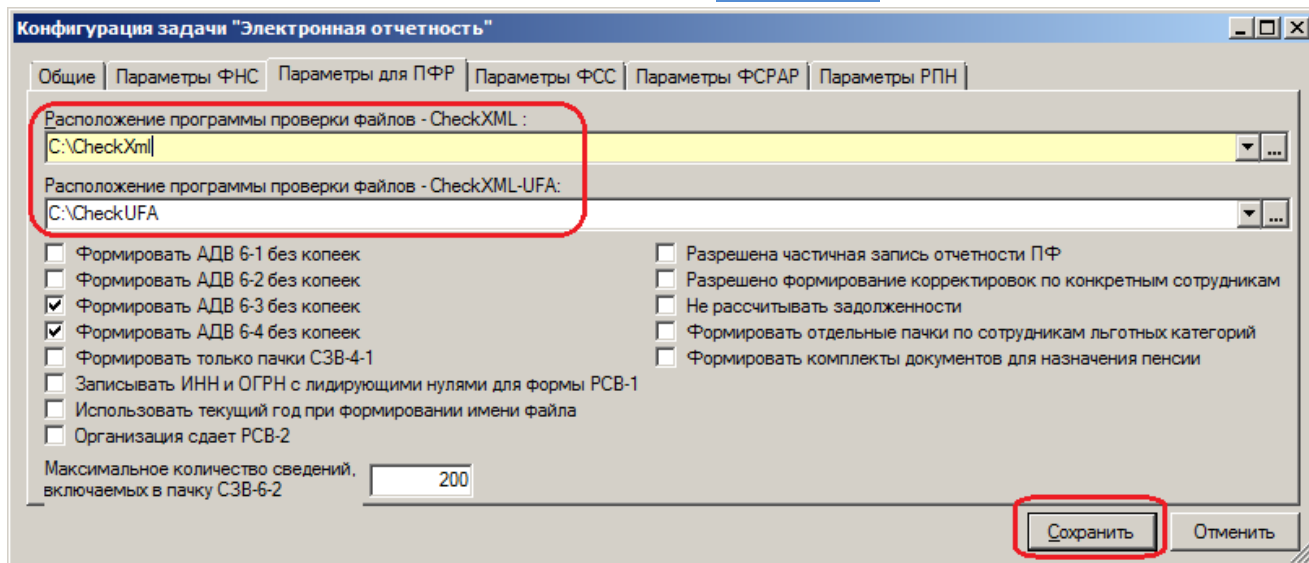 Конфигурация задачи "Электронная отчетность"
Общие Параметры ФНС Параметры для ПФР Параметры ФСС Параметры ФСРАР Параметры РПН
Расположение программы проверки файлов - CheckXML :
C:\CheckXml
...
Расположение программы проверки файлов - CheckXML-UFA:
C:\CheckUFA
...
Формировать АДВ 6-1 без копеек
Формировать АДВ 6-2 без копеек
Формировать АДВ 6-3 без копеек
Формировать АДВ 6-4 без копеек
Формировать только пачки СЗВ-4-1
Записывать ИНН и ОГРН с лидирующими нулями для формы РСВ-1
Использовать текущий год при формировании имени файла
Организация сдает РСВ-2
Разрешена частичная запись отчетности ПФ
Разрешено формирование корректировок по конкретным сотрудникам
Не рассчитывать задолженности
Формировать отдельные пачки по сотрудникам льготных категорий
Формировать комплекты документов для назначения пенсии
Максимальное количество сведений,
включаемых в пачку СЗВ-6-2
200
Сохранить Отменить